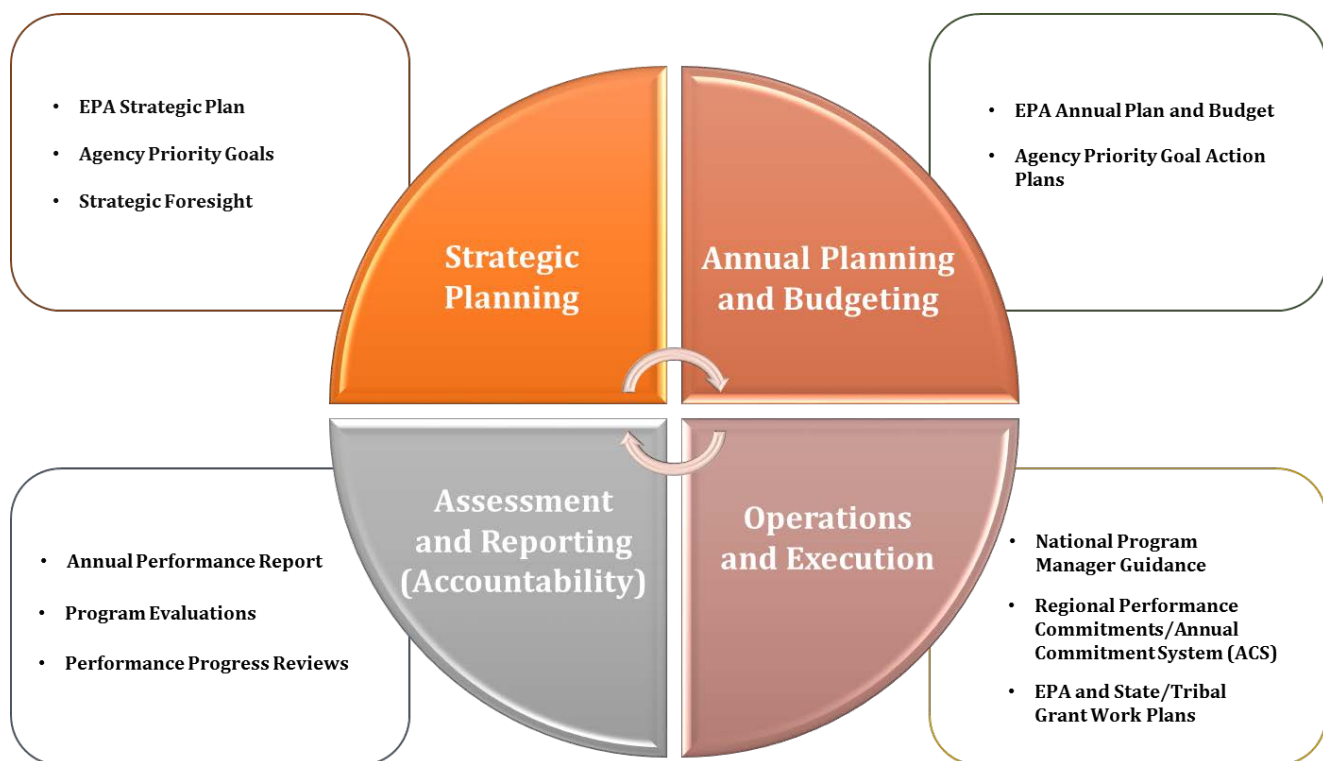 • EPA Strategic Plan
• Agency Priority Goals
• Strategic Foresight
• EPA Annual Plan and Budget
• Agency Priority Goal Action
Plans
Strategic
Planning
Annual Planning
and Budgeting
Assessment
and Reporting
(Accountability)
Operations
and Execution
• Annual Performance Report
• Program Evaluations
• Performance Progress Reviews
• National Program
Manager Guidance
• Regional Performance
Commitments/Annual
Commitment System (ACS)
• EPA and State/Tribal
Grant Work Plans